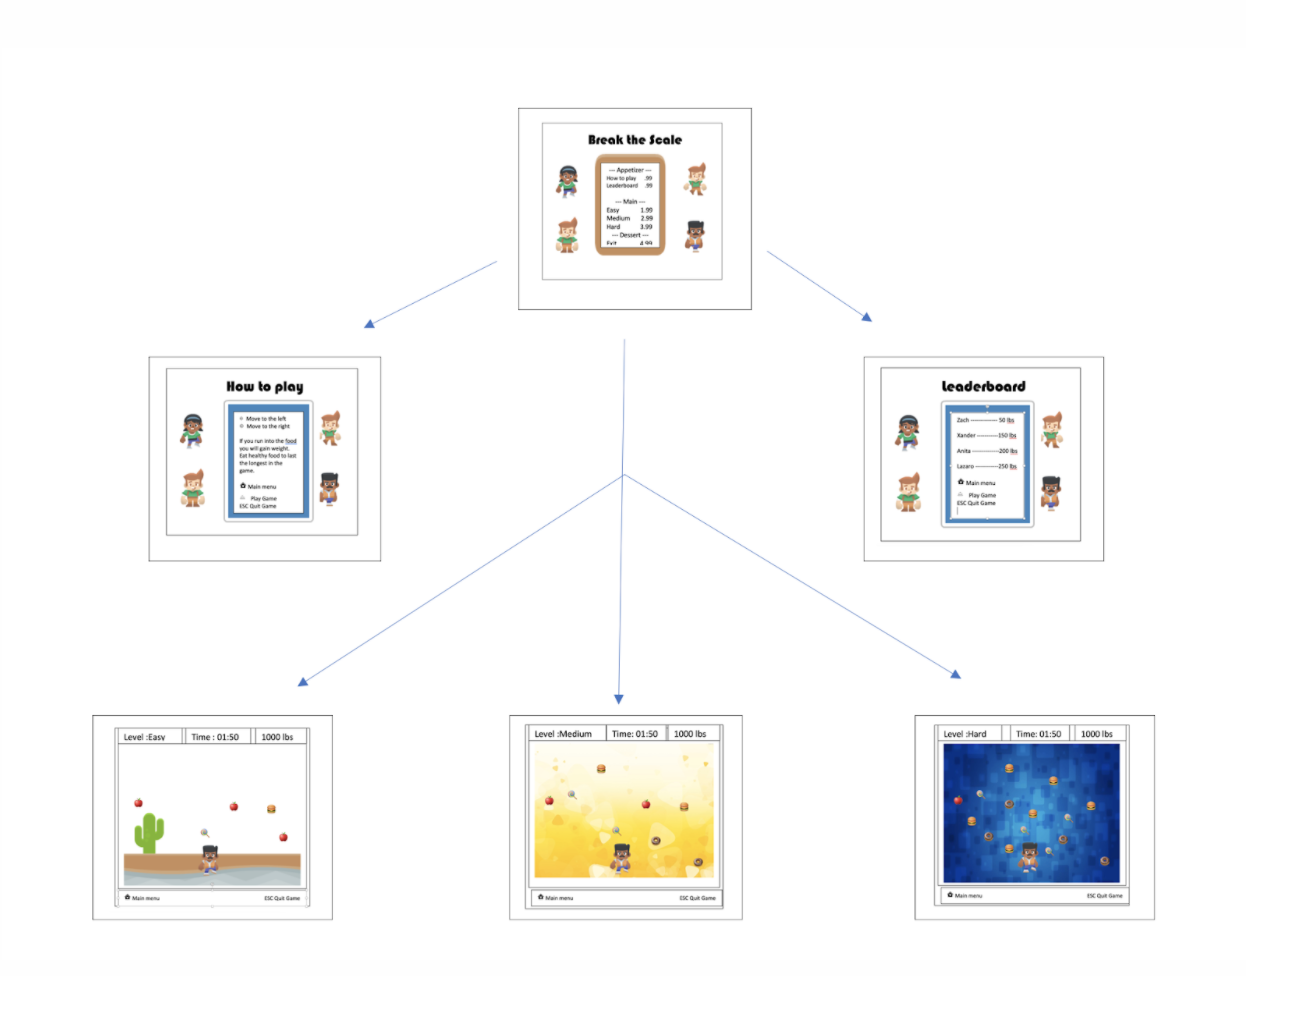 Break the Scale
--- Appetizer ---
How to play .99
Leaderboard .99
--- Main ---
Easy 1.99
Medium 2.99
Hard 3.99
--- Dessert ---
Exit 4.99
How to play
Move to the left
Move to the right
If you run into the food
you will gain weight.
Eat healthy food to last
the longest in the
game.
Main menu
Play Game
ESC Quit Game
Leaderboard
Zach ---------- 50 lbs
Xander ----------150 lbs
Anita ------------200 lbs
Lazaro -----------250 lbs
Main menu
Play Game
ESC Quit Game
Level :Easy Time : 01:50 1000 lbs
Main menu ESC Quit Game
Level :Medium Time: 01:50 1000 lbs
Main menu ESC Quit Game
Level :Hard Time: 01:50 1000 lbs
Main menu ESC Quit Game